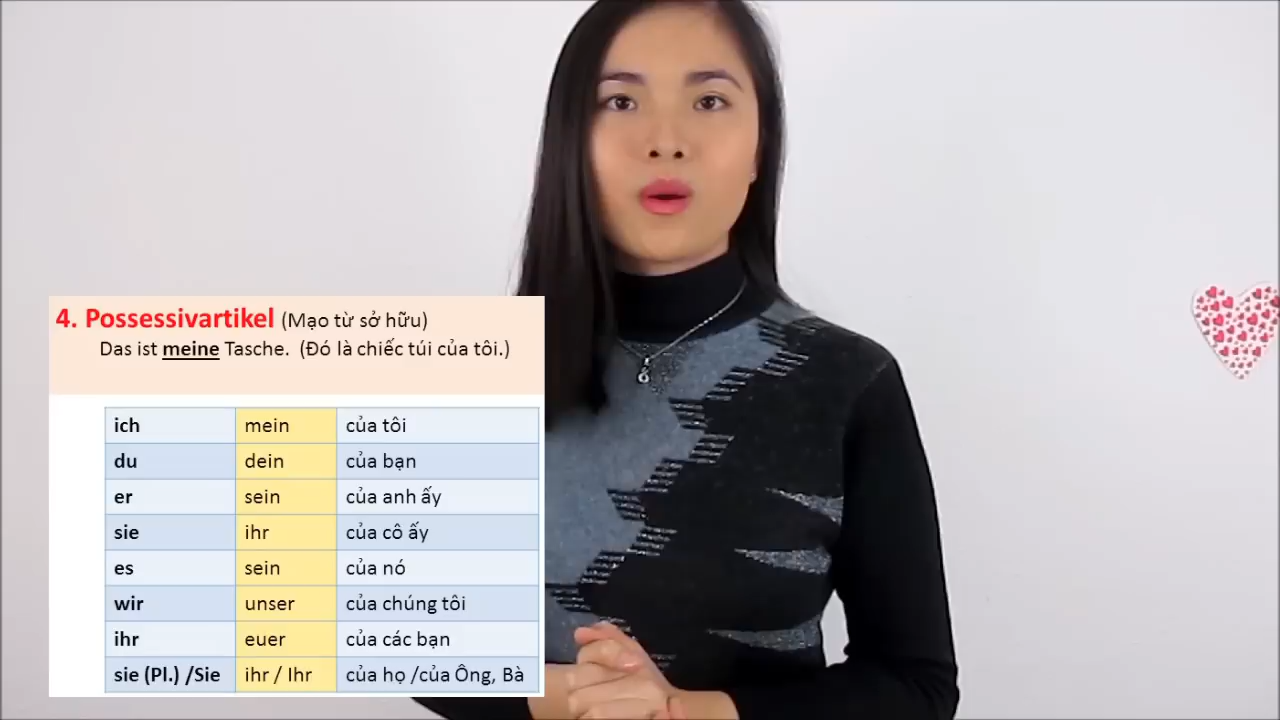 4. Possessivartikel (Mạo từ sở hữu)
Das ist meine Tasche. (Đó là chiếc túi của tôi.)
ich mein của tôi
du dein của bạn
er sein của anh ấy
sie ihr của cô ấy
es sein của nó
wir unser của chúng tôi
ihr euer của các bạn
sie (Pl.) /Sie ihr / Ihr của họ /của Ông, Bà